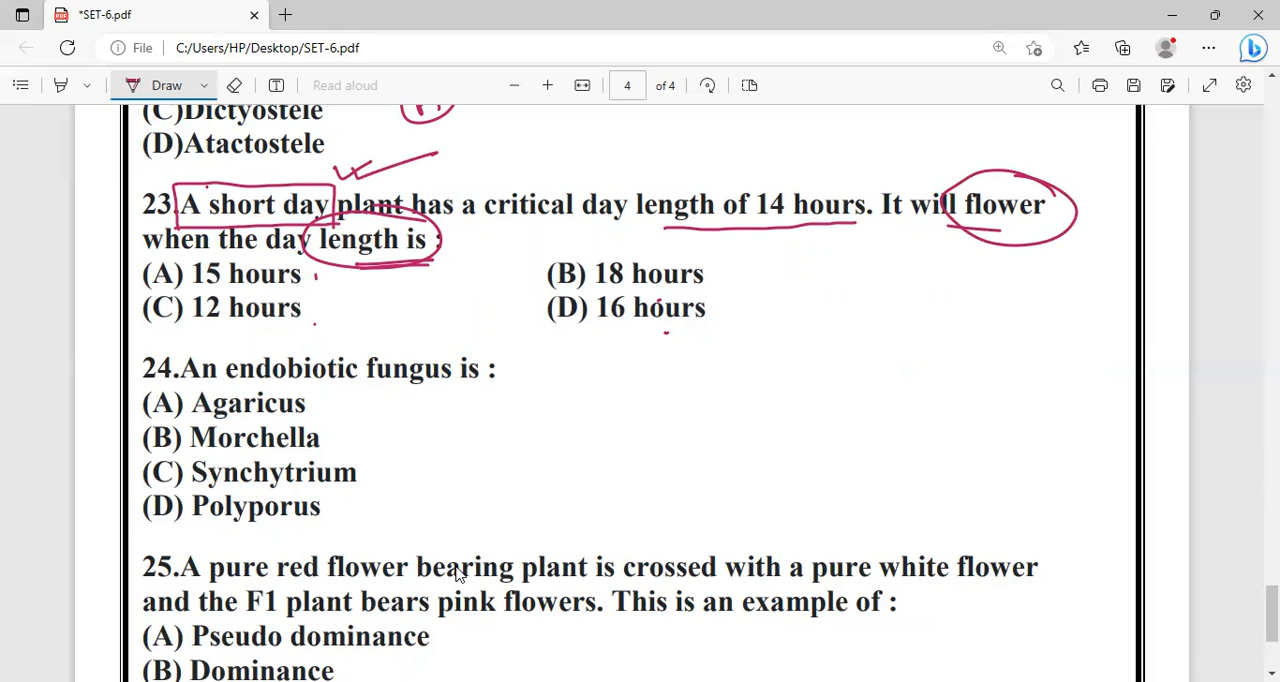 *SET-6.pdf
File C:/Users/HP/Desktop/SET-6.pdf
Draw Read aloud 4 of 4
(C)Dictyostele
(D)Atactostele
23.A short day plant has a critical day length of 14 hours. It will flower
when the day length is :
(A) 15 hours (B) 18 hours
(C) 12 hours (D) 16 hours
24.An endobiotic fungus is :
(A) Agaricus
(B) Morchella
(C) Synchytrium
(D) Polyporus
25.A pure red flower bearing plant is crossed with a pure white flower
and the F1 plant bears pink flowers. This is an example of :
(A) Pseudo dominance
(B) Dominance